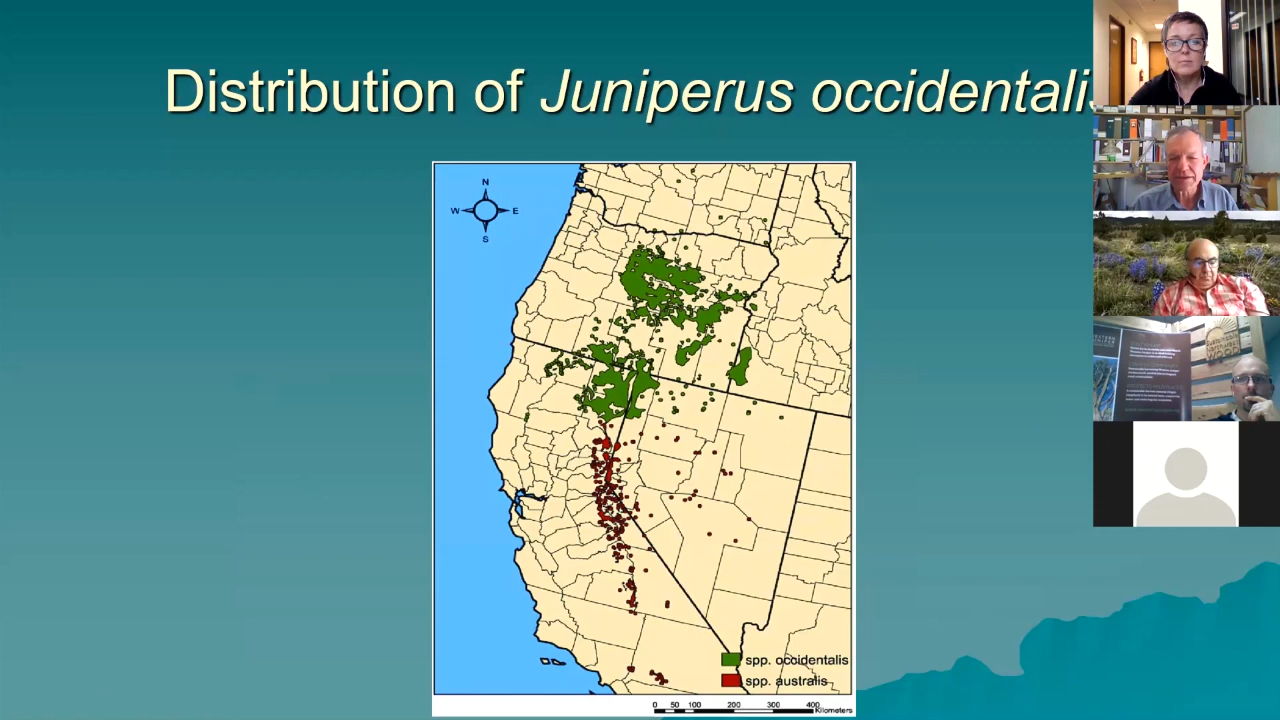 Distribution of Juniperus occidentalis
N
W E
S
spp. occidentalis
spp. australis
0 50 100 200 300 400
Kilometers